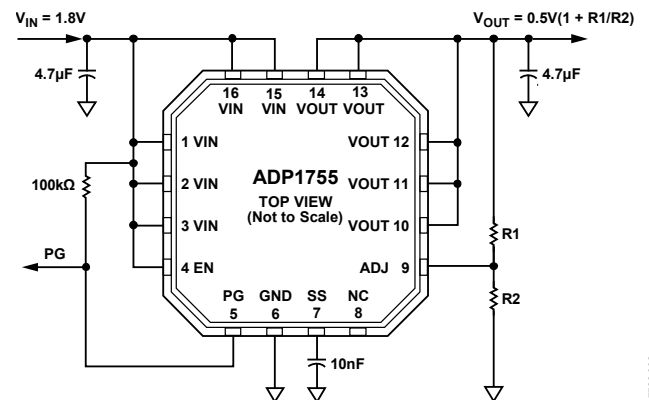 VIN = 1.8V
VOUT = 0.5V(1 + R1/R2)
4.7µF
4.7µF
16 VIN
15 VIN
14 VOUT
13 VOUT
1 VIN
2 VIN
3 VIN
4 EN
ADP1755
TOP VIEW
(Not to Scale)
VOUT 12
VOUT 11
VOUT 10
ADJ 9
100kΩ
PG
R1
R2
PG 5
GND 6
SS 7
NC 8
10nF